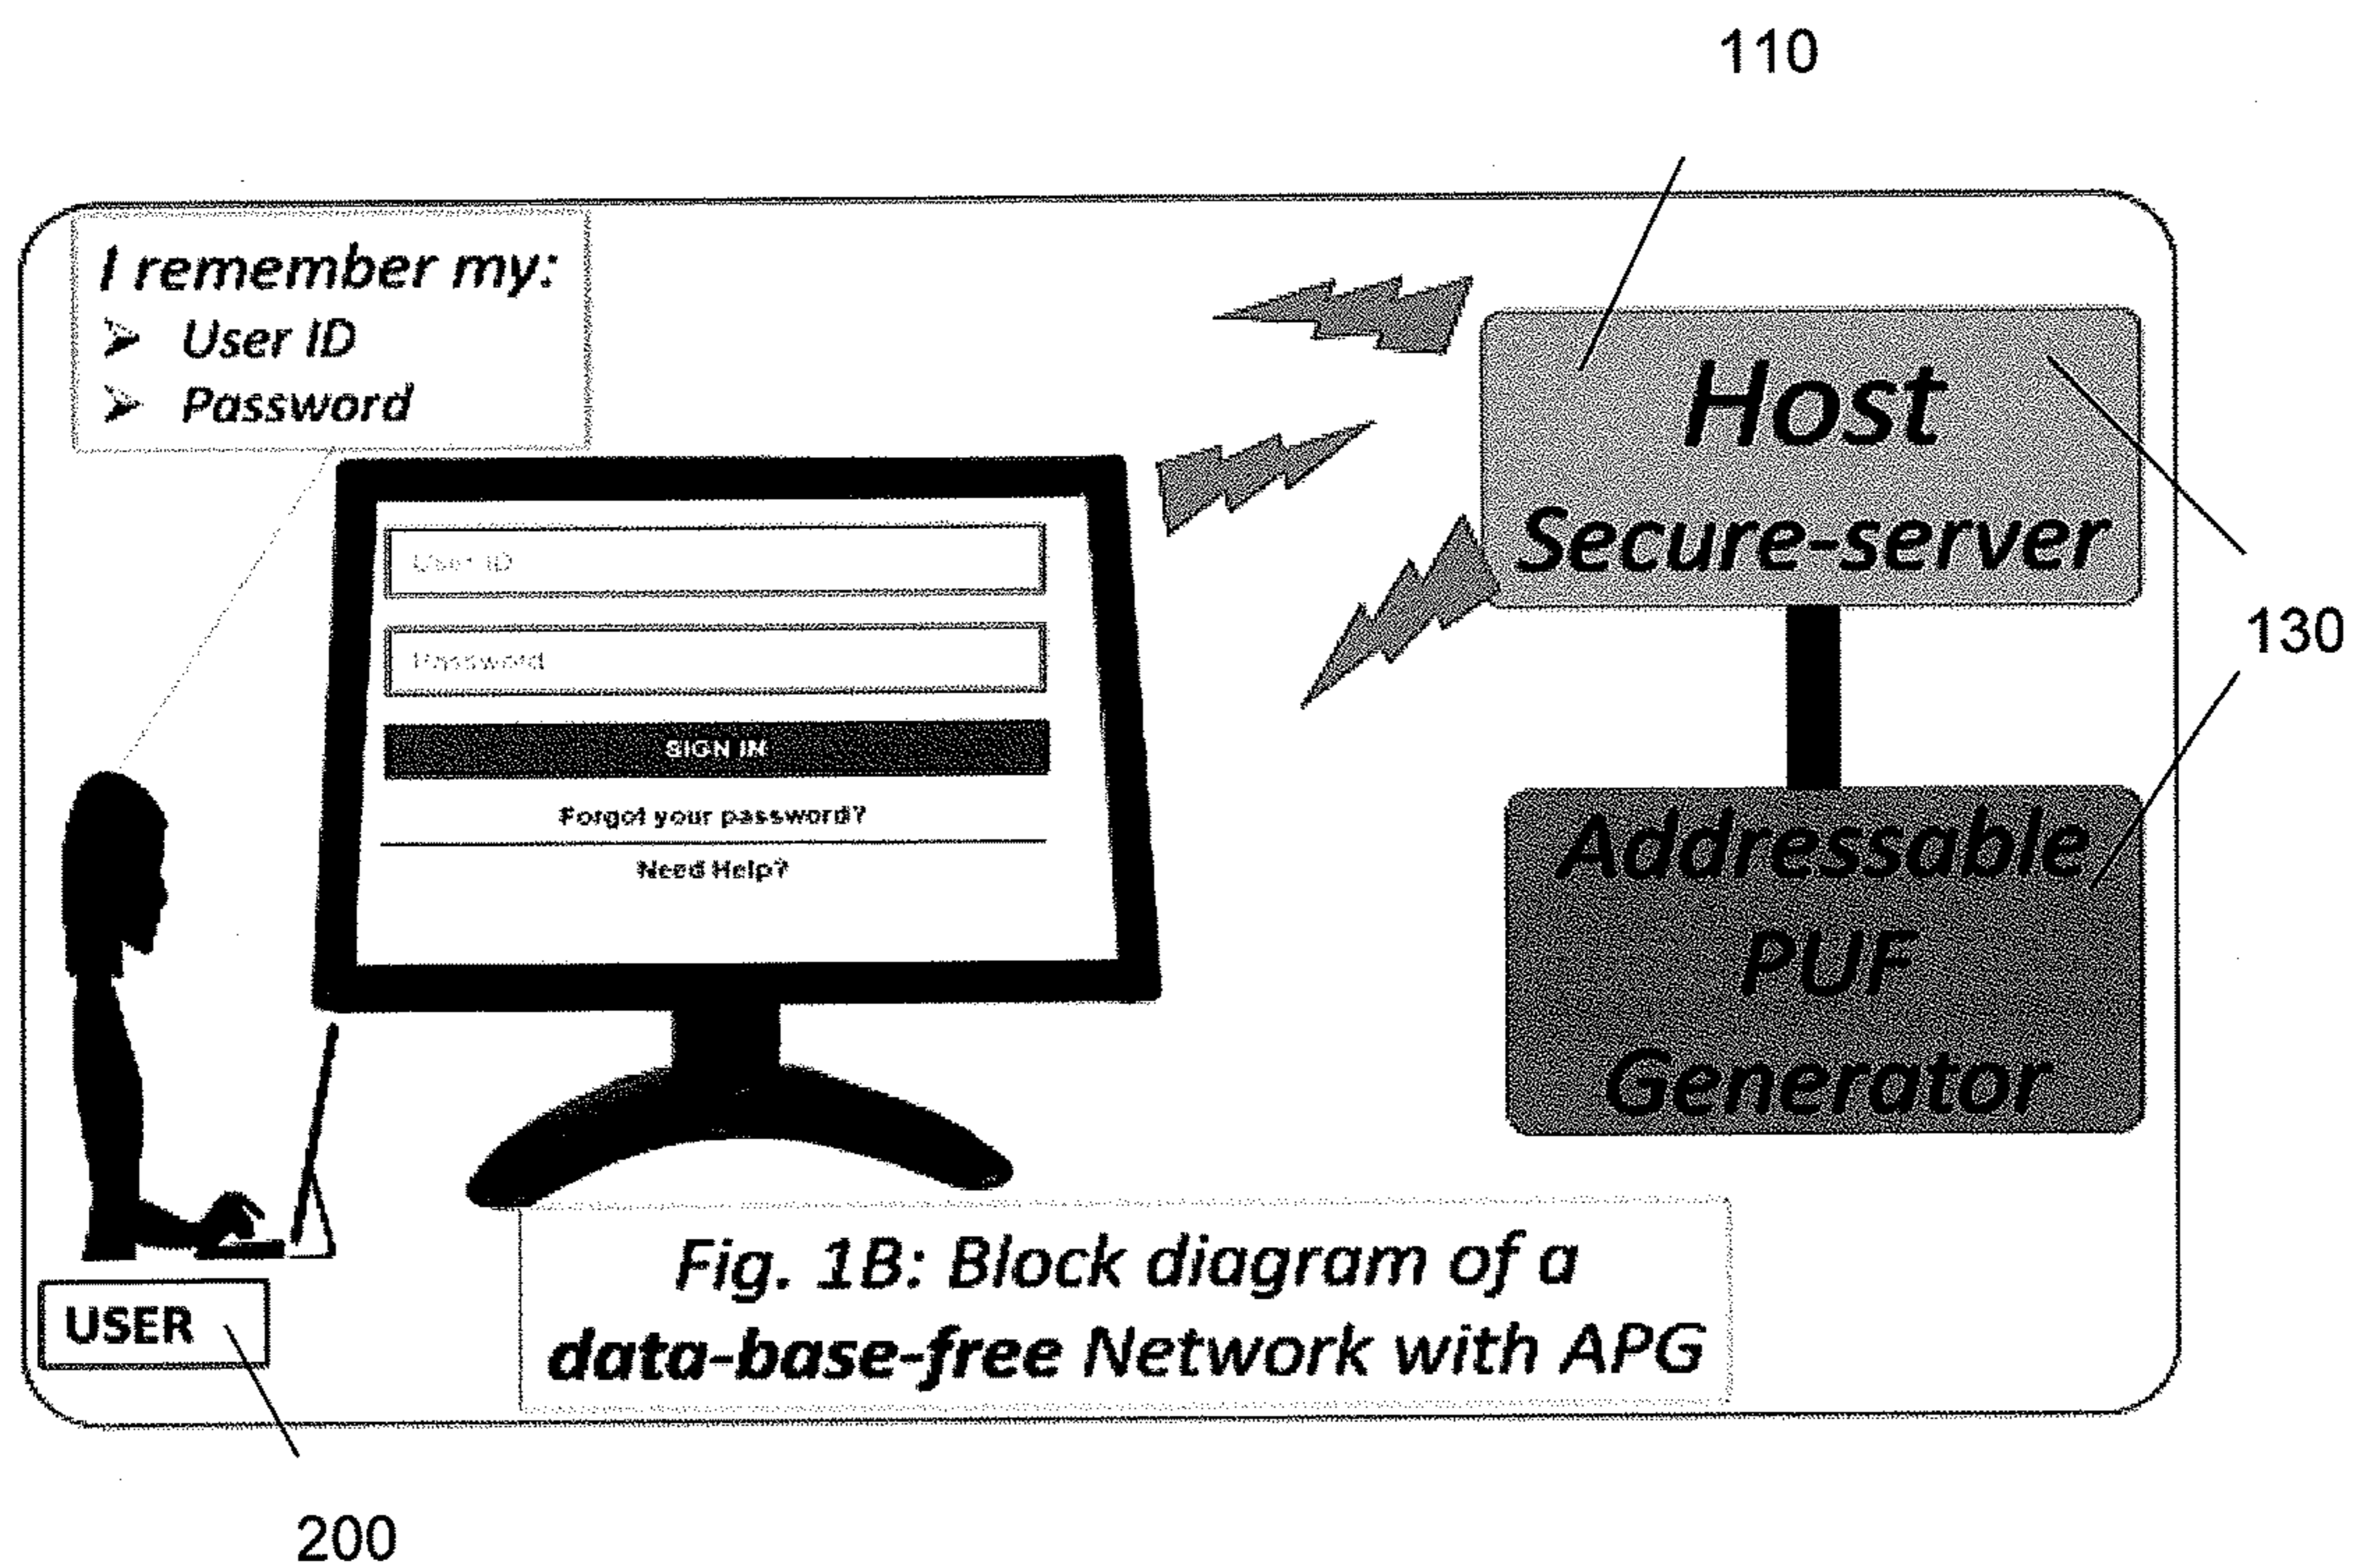 110
I remember my:
➤ User ID
➤ Password
Host
Secure-server
User ID
Password
SIGN IN
Forgot your password?
Need Help?
130
Addressable
PUF
Generator
Fig. 1B: Block diagram of a
data-base-free Network with APG
USER
200